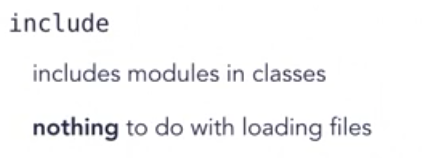 include
includes modules in classes
nothing to do with loading files